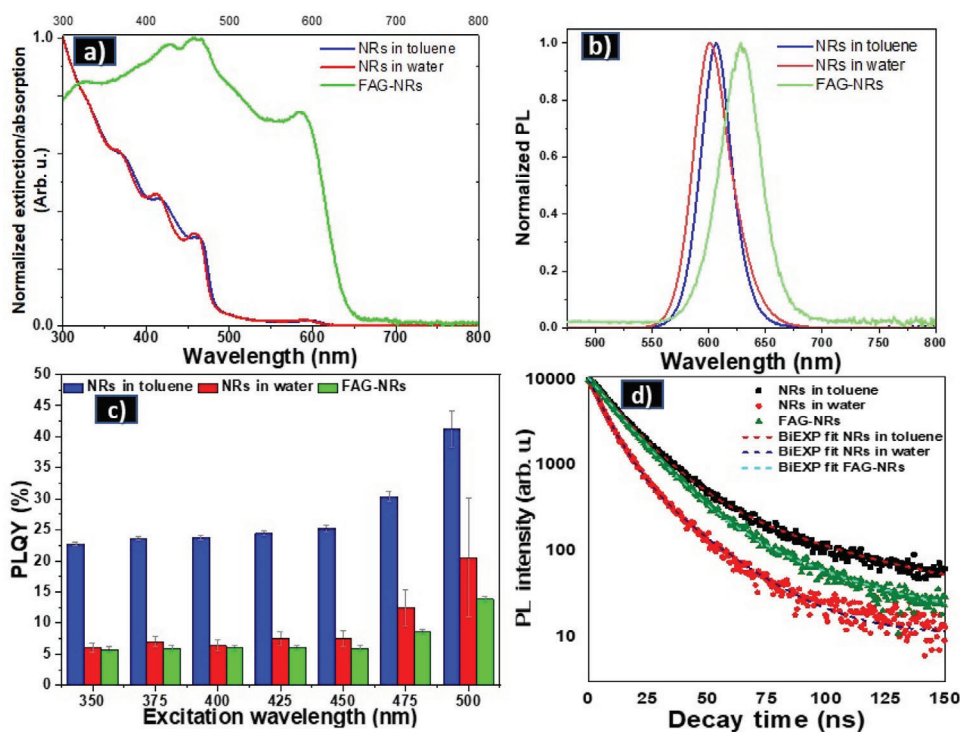 300 400 500 600 700 800
1.0
a)
NRs in toluene
NRs in water
FAG-NRs
Normalized extinction/absorption
(Arb. u.)
0.0
300 400 500 600 700 800
Wavelength (nm)
b)
NRs in toluene
NRs in water
FAG-NRs
Normalized PL
1.0
0.8
0.6
0.4
0.2
0.0
500 550 600 650 700 750 800
Wavelength (nm)
c)
NRs in toluene NRs in water FAG-NRs
PLQY (%)
50
45
40
35
30
25
20
15
10
5
0
350 375 400 425 450 475 500
Excitation wavelength (nm)
d)
NRs in toluene
NRs in water
FAG-NRs
BiEXP fit NRs in toluene
BiEXP fit NRs in water
BiEXP fit FAG-NRs
PL intensity (arb. u.)
10000
1000
100
10
0 25 50 75 100 125 150
Decay time (ns)